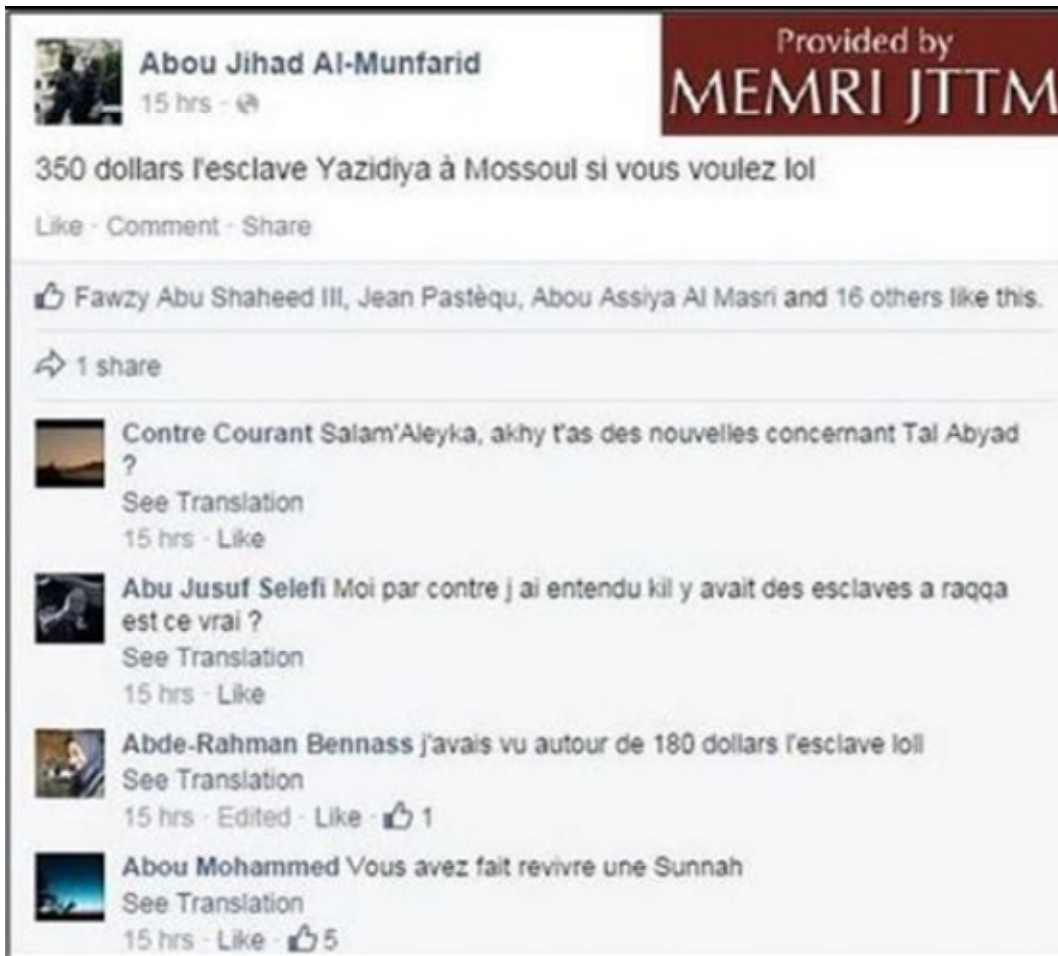 Abou Jihad Al-Munfarid
15 hrs
Provided by
MEMRI JTTM
350 dollars l'esclave Yazidiya à Mossoul si vous voulez lol
Like · Comment · Share
Fawzy Abu Shaheed III, Jean Pastèqu, Abou Assiya Al Masri and 16 others like this.
1 share
Contre Courant Salam'Aleyka, akhy t'as des nouvelles concernant Tal Abyad
?
See Translation
15 hrs · Like
Abu Jusuf Selefi Moi par contre j ai entendu kil y avait des esclaves a raqqa
est ce vrai ?
See Translation
15 hrs · Like
Abde-Rahman Bennass j'avais vu autour de 180 dollars l'esclave loll
See Translation
15 hrs · Edited · Like · 1
Abou Mohammed Vous avez fait revivre une Sunnah
See Translation
15 hrs · Like · 5